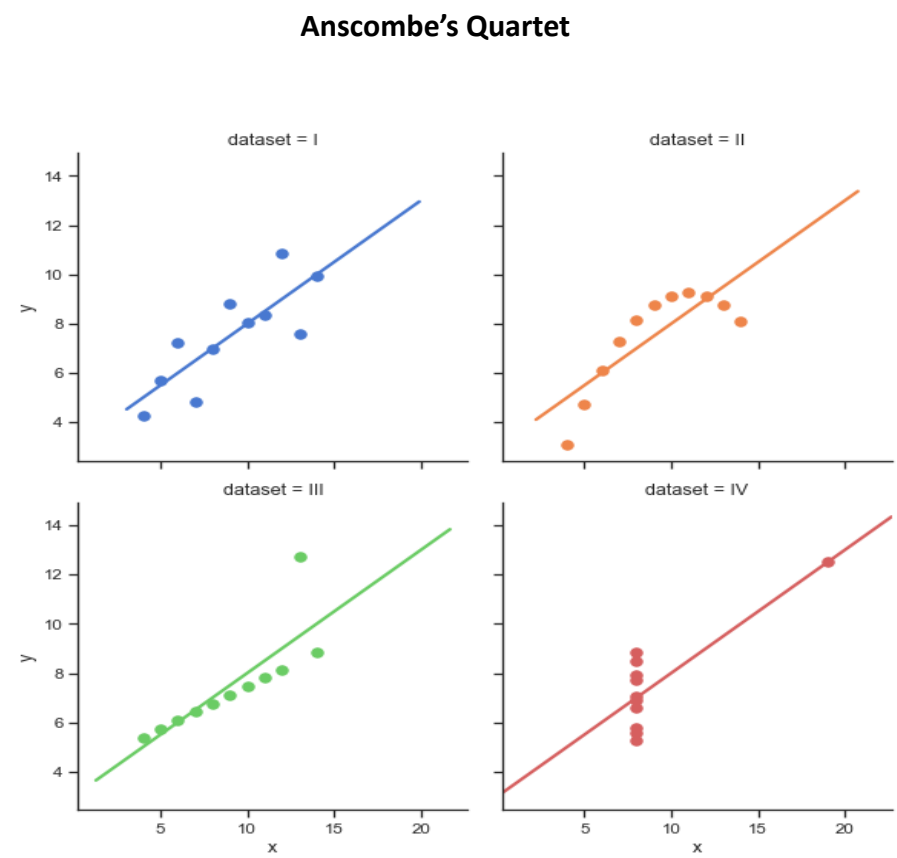 Anscombe’s Quartet
dataset = I
dataset = II
14
12
10
8
6
4
y
dataset = III
dataset = IV
14
12
10
8
6
4
y
5 10 15 20
x
5 10 15 20
x